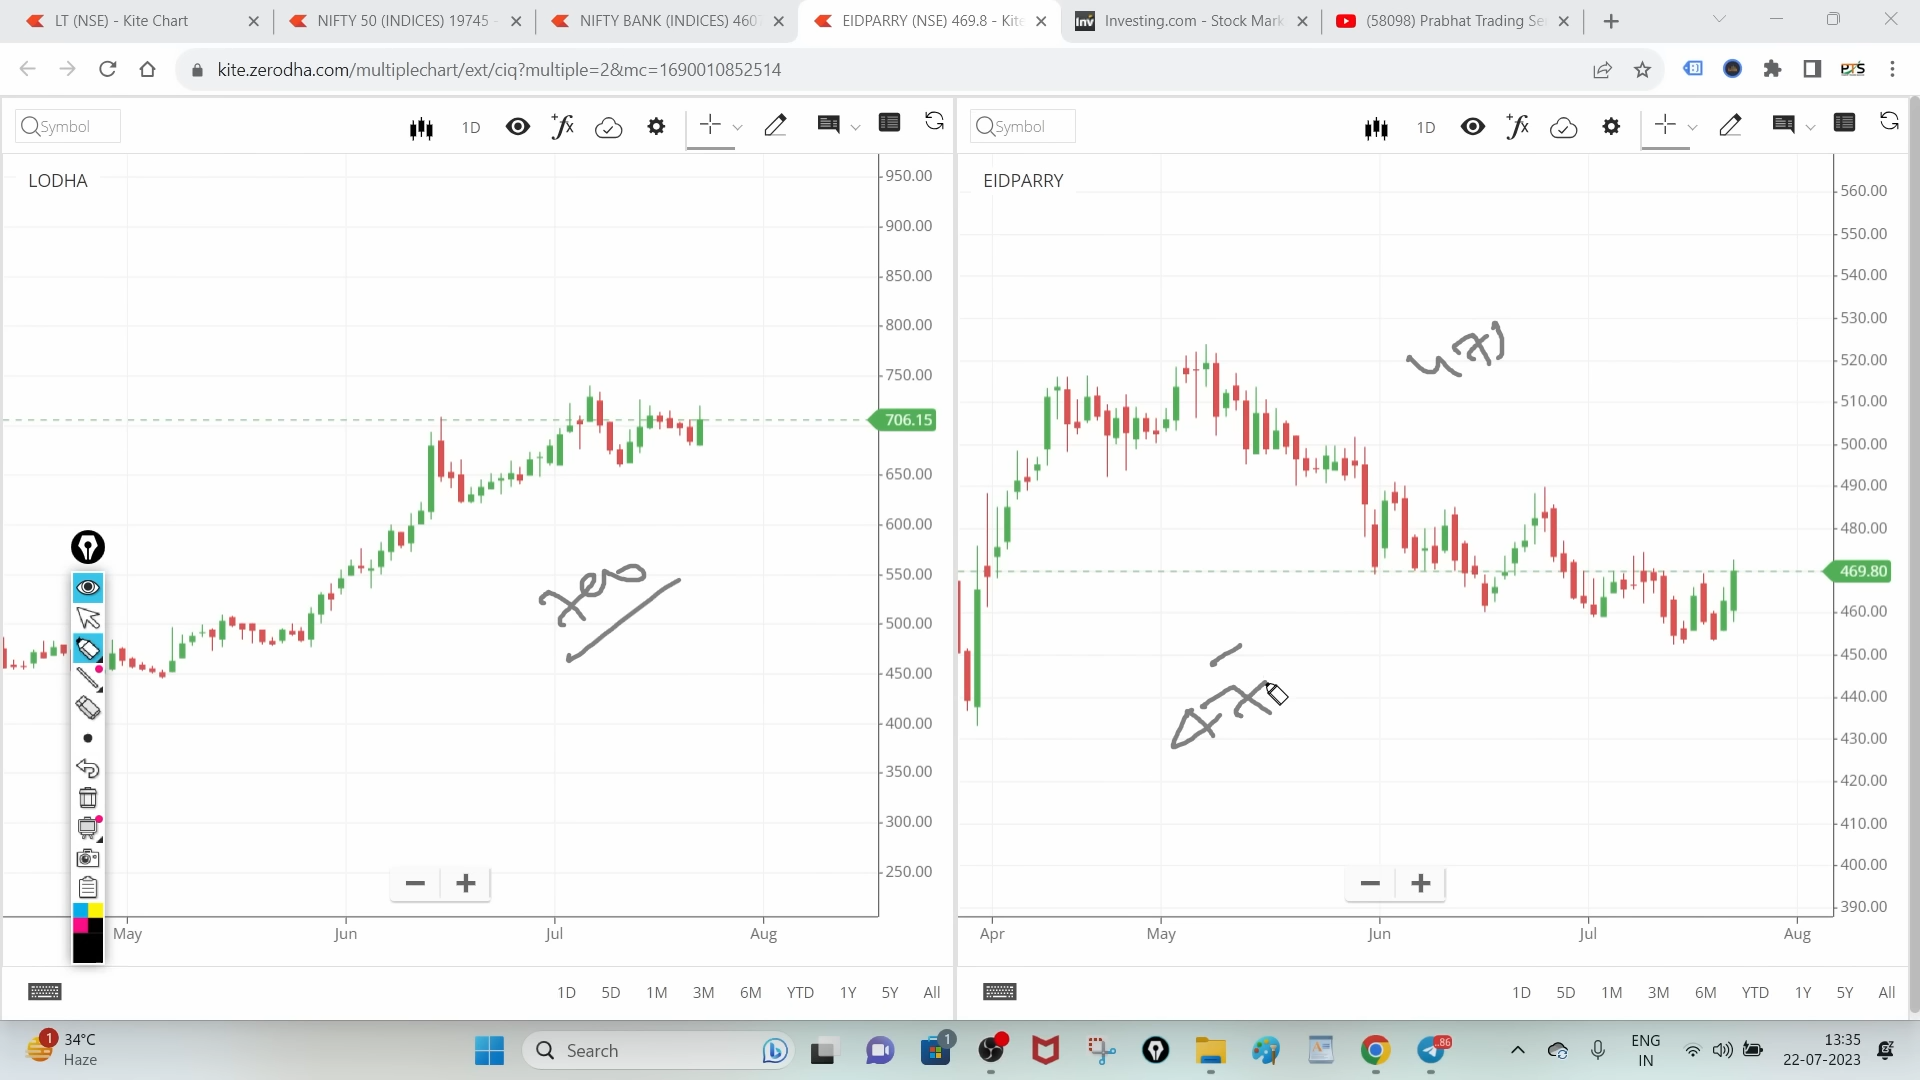 LT (NSE) - Kite Chart
NIFTY 50 (INDICES) 19745 -
NIFTY BANK (INDICES) 4607
EIDPARRY (NSE) 469.8 - Kite
Investing.com - Stock Mark
(58098) Prabhat Trading Se
kite.zerodha.com/multiplechart/ext/ciq?multiple=2&mc=1690010852514
PTS
Symbol
1D
Symbol
1D
LODHA
950.00
900.00
850.00
800.00
750.00
706.15
650.00
600.00
550.00
500.00
450.00
400.00
350.00
300.00
250.00
May
Jun
Jul
Aug
1D 5D 1M 3M 6M YTD 1Y 5Y All
EIDPARRY
560.00
550.00
540.00
530.00
520.00
510.00
500.00
490.00
480.00
469.80
460.00
450.00
440.00
430.00
420.00
410.00
400.00
390.00
Apr
May
Jun
Jul
Aug
1D 5D 1M 3M 6M YTD 1Y 5Y All
1
34°C
Haze
Search
1
86
ENG
IN
13:35
22-07-2023